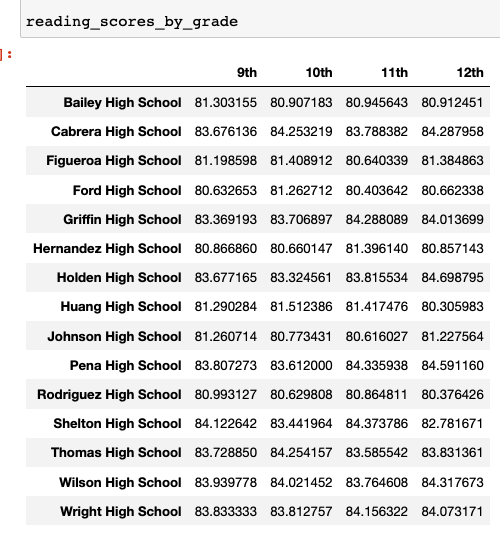 reading_scores_by_grade
]:
9th 10th 11th 12th
Bailey High School 81.303155 80.907183 80.945643 80.912451
Cabrera High School 83.676136 84.253219 83.788382 84.287958
Figueroa High School 81.198598 81.408912 80.640339 81.384863
Ford High School 80.632653 81.262712 80.403642 80.662338
Griffin High School 83.369193 83.706897 84.288089 84.013699
Hernandez High School 80.866860 80.660147 81.396140 80.857143
Holden High School 83.677165 83.324561 83.815534 84.698795
Huang High School 81.290284 81.512386 81.417476 80.305983
Johnson High School 81.260714 80.773431 80.616027 81.227564
Pena High School 83.807273 83.612000 84.335938 84.591160
Rodriguez High School 80.993127 80.629808 80.864811 80.376426
Shelton High School 84.122642 83.441964 84.373786 82.781671
Thomas High School 83.728850 84.254157 83.585542 83.831361
Wilson High School 83.939778 84.021452 83.764608 84.317673
Wright High School 83.833333 83.812757 84.156322 84.073171